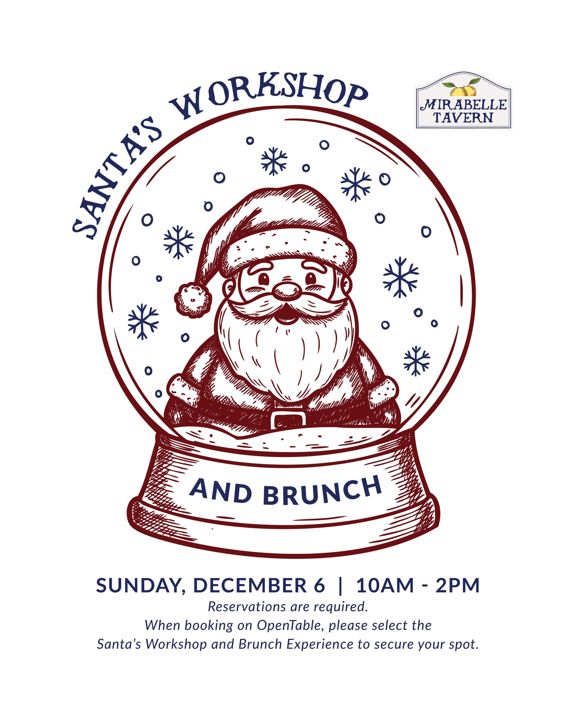 SANTA'S WORKSHOP
MIRABELLE
TAVERN
AND BRUNCH
SUNDAY, DECEMBER 6 | 10AM - 2PM
Reservations are required.
When booking on OpenTable, please select the
Santa's Workshop and Brunch Experience to secure your spot.